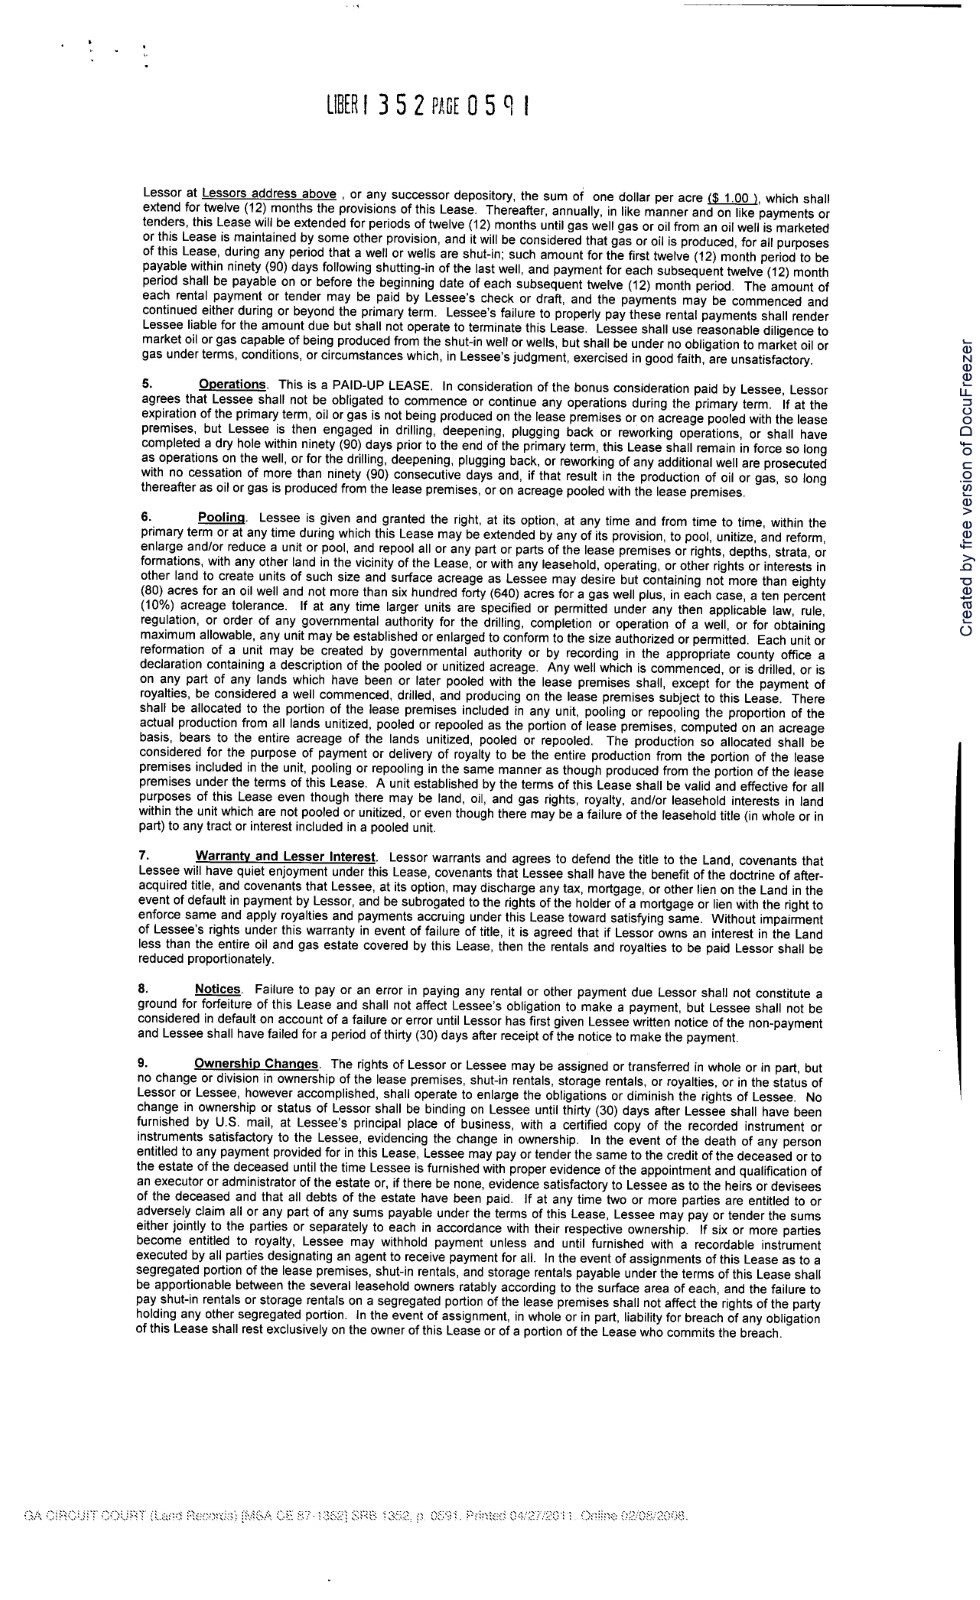 LIBER1352 PAGE 0591
Lessor at Lessors address above , or any successor depository, the sum of one dollar per acre ($ 1.00 ), which shall
extend for twelve (12) months the provisions of this Lease. Thereafter, annually, in like manner and on like payments or
tenders, this Lease will be extended for periods of twelve (12) months until gas well gas or oil from an oil well is marketed
or this Lease is maintained by some other provision, and it will be considered that gas or oil is produced, for all purposes
of this Lease, during any period that a well or wells are shut-in; such amount for the first twelve (12) month period to be
payable within ninety (90) days following shutting-in of the last well, and payment for each subsequent twelve (12) month
period shall be payable on or before the beginning date of each subsequent twelve (12) month period. The amount of
each rental payment or tender may be paid by Lessee's check or draft, and the payments may be commenced and
continued either during or beyond the primary term. Lessee's failure to properly pay these rental payments shall render
Lessee liable for the amount due but shall not operate to terminate this Lease. Lessee shall use reasonable diligence to
market oil or gas capable of being produced from the shut-in well or wells, but shall be under no obligation to market oil or
gas under terms, conditions, or circumstances which, in Lessee's judgment, exercised in good faith, are unsatisfactory.
5. Operations. This is a PAID-UP LEASE. In consideration of the bonus consideration paid by Lessee, Lessor
agrees that Lessee shall not be obligated to commence or continue any operations during the primary term. If at the
expiration of the primary term, oil or gas is not being produced on the lease premises or on acreage pooled with the lease
premises, but Lessee is then engaged in drilling, deepening, plugging back or reworking operations, or shall have
completed a dry hole within ninety (90) days prior to the end of the primary term, this Lease shall remain in force so long
as operations on the well, or for the drilling, deepening, plugging back, or reworking of any additional well are prosecuted
with no cessation of more than ninety (90) consecutive days and, if that result in the production of oil or gas, so long
thereafter as oil or gas is produced from the lease premises, or on acreage pooled with the lease premises.
6. Pooling. Lessee is given and granted the right, at its option, at any time and from time to time, within the
primary term or at any time during which this Lease may be extended by any of its provision, to pool, unitize, and reform,
enlarge and/or reduce a unit or pool, and repool all or any part or parts of the lease premises or rights, depths, strata, or
formations, with any other land in the vicinity of the Lease, or with any leasehold, operating, or other rights or interests in
other land to create units of such size and surface acreage as Lessee may desire but containing not more than eighty
(80) acres for an oil well and not more than six hundred forty (640) acres for a gas well plus, in each case, a ten percent
(10%) acreage tolerance. If at any time larger units are specified or permitted under any then applicable law, rule,
regulation, or order of any governmental authority for the drilling, completion or operation of a well, or for obtaining
maximum allowable, any unit may be established or enlarged to conform to the size authorized or permitted. Each unit or
reformation of a unit may be created by governmental authority or by recording in the appropriate county office a
declaration containing a description of the pooled or unitized acreage. Any well which is commenced, or is drilled, or is
on any part of any lands which have been or later pooled with the lease premises shall, except for the payment of
royalties, be considered a well commenced, drilled, and producing on the lease premises subject to this Lease. There
shall be allocated to the portion of the lease premises included in any unit, pooling or repooling the proportion of the
actual production from all lands unitized, pooled or repooled as the portion of lease premises, computed on an acreage
basis, bears to the entire acreage of the lands unitized, pooled or repooled. The production so allocated shall be
considered for the purpose of payment or delivery of royalty to be the entire production from the portion of the lease
premises included in the unit, pooling or repooling in the same manner as though produced from the portion of the lease
premises under the terms of this Lease. A unit established by the terms of this Lease shall be valid and effective for all
purposes of this Lease even though there may be land, oil, and gas rights, royalty, and/or leasehold interests in land
within the unit which are not pooled or unitized, or even though there may be a failure of the leasehold title (in whole or in
part) to any tract or interest included in a pooled unit.
7. Warranty and Lesser Interest. Lessor warrants and agrees to defend the title to the Land, covenants that
Lessee will have quiet enjoyment under this Lease, covenants that Lessee shall have the benefit of the doctrine of after-
acquired title, and covenants that Lessee, at its option, may discharge any tax, mortgage, or other lien on the Land in the
event of default in payment by Lessor, and be subrogated to the rights of the holder of a mortgage or lien with the right to
enforce same and apply royalties and payments accruing under this Lease toward satisfying same. Without impairment
of Lessee's rights under this warranty in event of failure of title, it is agreed that if Lessor owns an interest in the Land
less than the entire oil and gas estate covered by this Lease, then the rentals and royalties to be paid Lessor shall be
reduced proportionately.
8. Notices. Failure to pay or an error in paying any rental or other payment due Lessor shall not constitute a
ground for forfeiture of this Lease and shall not affect Lessee's obligation to make a payment, but Lessee shall not be
considered in default on account of a failure or error until Lessor has first given Lessee written notice of the non-payment
and Lessee shall have failed for a period of thirty (30) days after receipt of the notice to make the payment.
9. Ownership Changes. The rights of Lessor or Lessee may be assigned or transferred in whole or in part, but
no change or division in ownership of the lease premises, shut-in rentals, storage rentals, or royalties, or in the status of
Lessor or Lessee, however accomplished, shall operate to enlarge the obligations or diminish the rights of Lessee. No
change in ownership or status of Lessor shall be binding on Lessee until thirty (30) days after Lessee shall have been
furnished by U.S. mail, at Lessee's principal place of business, with a certified copy of the recorded instrument or
instruments satisfactory to the Lessee, evidencing the change in ownership. In the event of the death of any person
entitled to any payment provided for in this Lease, Lessee may pay or tender the same to the credit of the deceased or to
the estate of the deceased until the time Lessee is furnished with proper evidence of the appointment and qualification of
an executor or administrator of the estate or, if there be none, evidence satisfactory to Lessee as to the heirs or devisees
of the deceased and that all debts of the estate have been paid. If at any time two or more parties are entitled to or
adversely claim all or any part of any sums payable under the terms of this Lease, Lessee may pay or tender the sums
either jointly to the parties or separately to each in accordance with their respective ownership. If six or more parties
become entitled to royalty, Lessee may withhold payment unless and until furnished with a recordable instrument
executed by all parties designating an agent to receive payment for all. In the event of assignments of this Lease as to a
segregated portion of the lease premises, shut-in rentals, and storage rentals payable under the terms of this Lease shall
be apportionable between the several leasehold owners ratably according to the surface area of each, and the failure to
pay shut-in rentals or storage rentals on a segregated portion of the lease premises shall not affect the rights of the party
holding any other segregated portion. In the event of assignment, in whole or in part, liability for breach of any obligation
of this Lease shall rest exclusively on the owner of this Lease or of a portion of the Lease who commits the breach.
GA CIRCUIT COURT (Land Records) [MSA CE 87-1352] SRB 1352, p. 0591. Printed 04/27/2011. Online 02/08/2008.
Created by free version of DocuFreezer